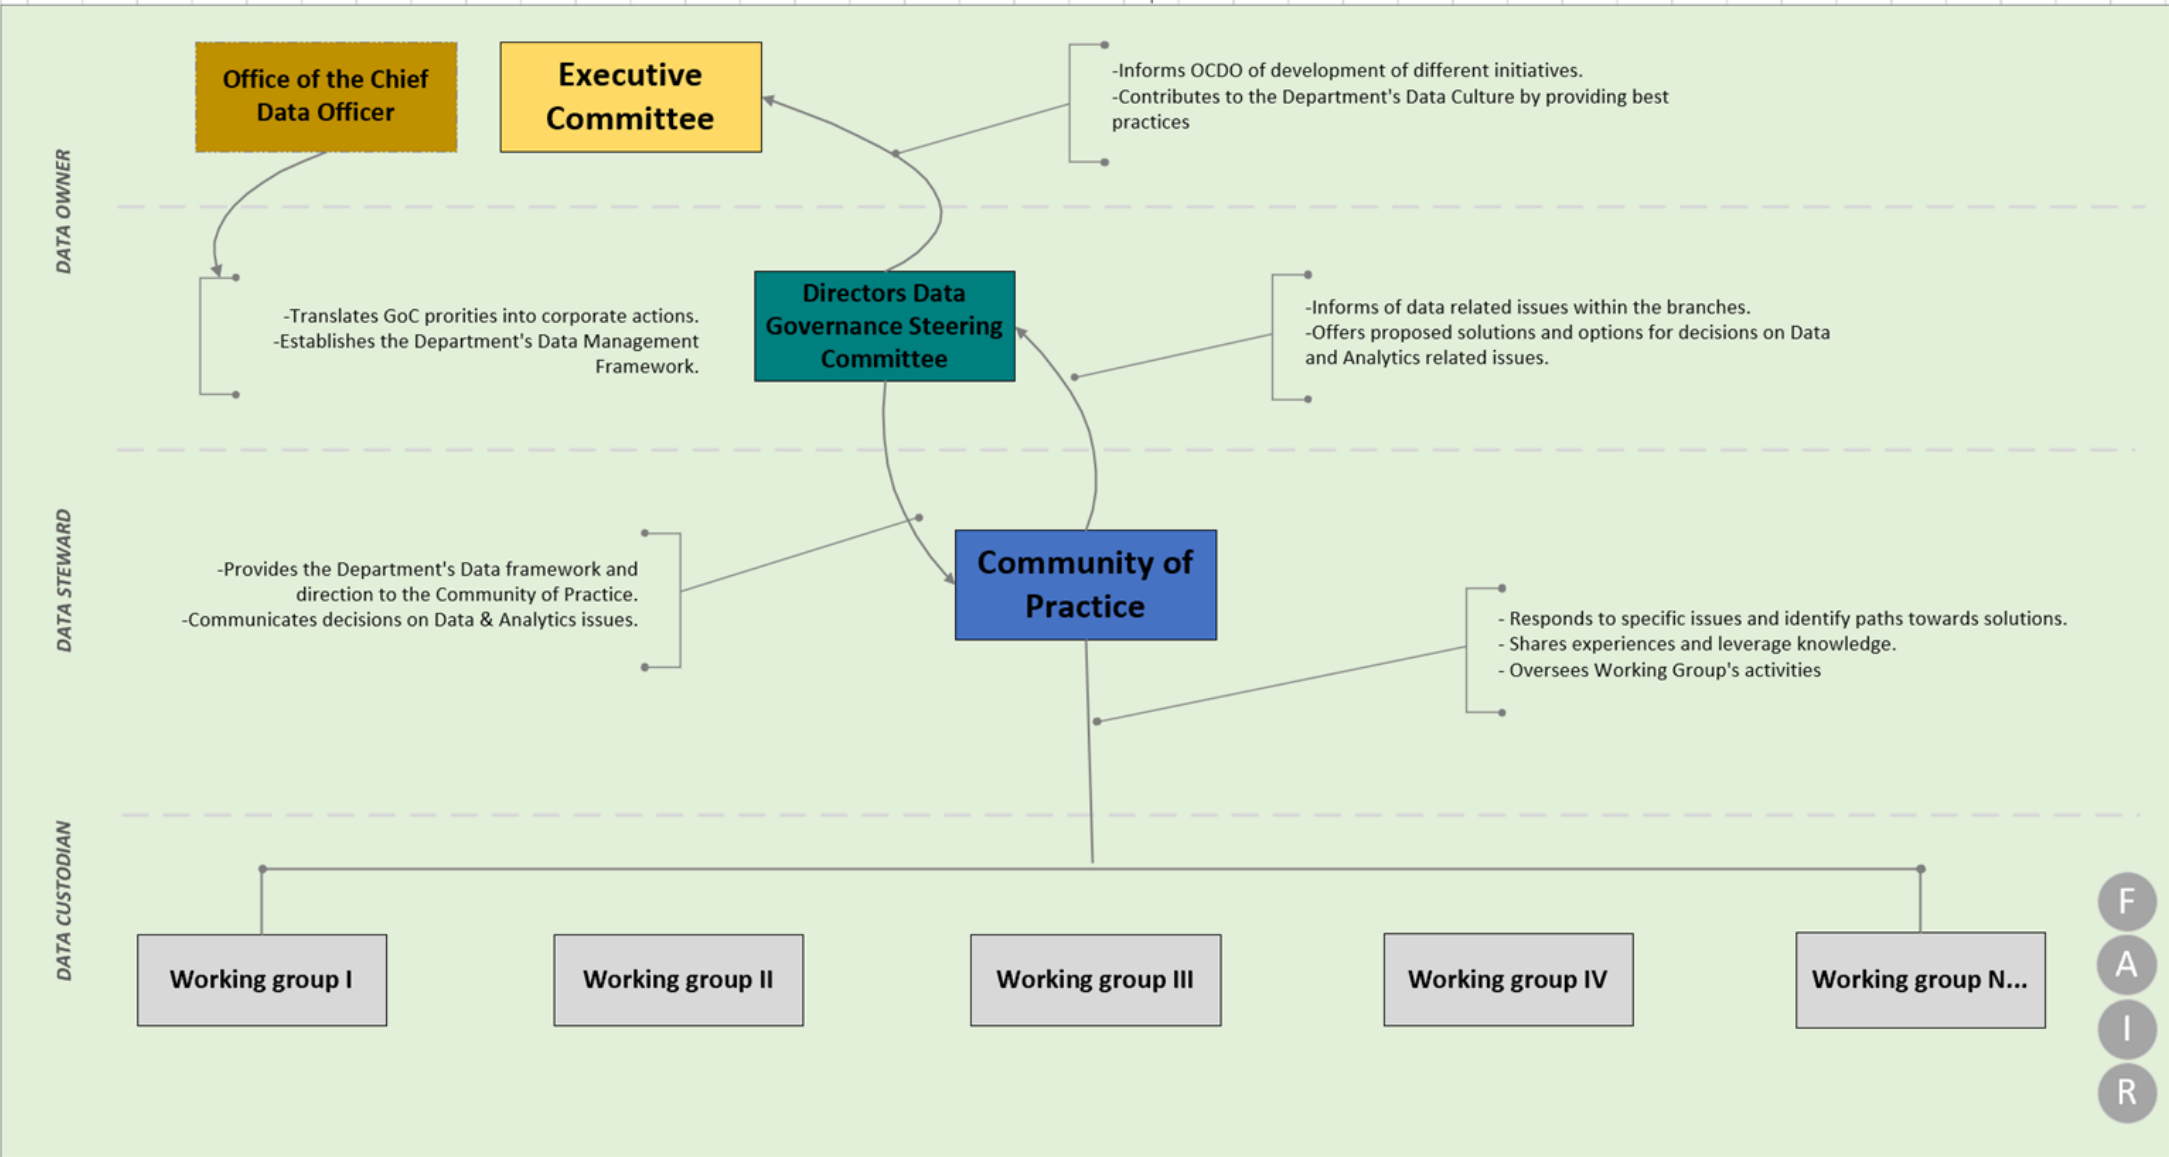 Office of the Chief
Data Officer
Executive
Committee
-Informs OCDO of development of different initiatives.
-Contributes to the Department's Data Culture by providing best
practices
DATA OWNER
-Translates GoC prorities into corporate actions.
-Establishes the Department's Data Management
Framework.
Directors Data
Governance Steering
Committee
-Informs of data related issues within the branches.
-Offers proposed solutions and options for decisions on Data
and Analytics related issues.
DATA STEWARD
-Provides the Department's Data framework and
direction to the Community of Practice.
-Communicates decisions on Data & Analytics issues.
Community of
Practice
- Responds to specific issues and identify paths towards solutions.
- Shares experiences and leverage knowledge.
- Oversees Working Group's activities
DATA CUSTODIAN
Working group I
Working group II
Working group III
Working group IV
Working group N...
F
A
I
R